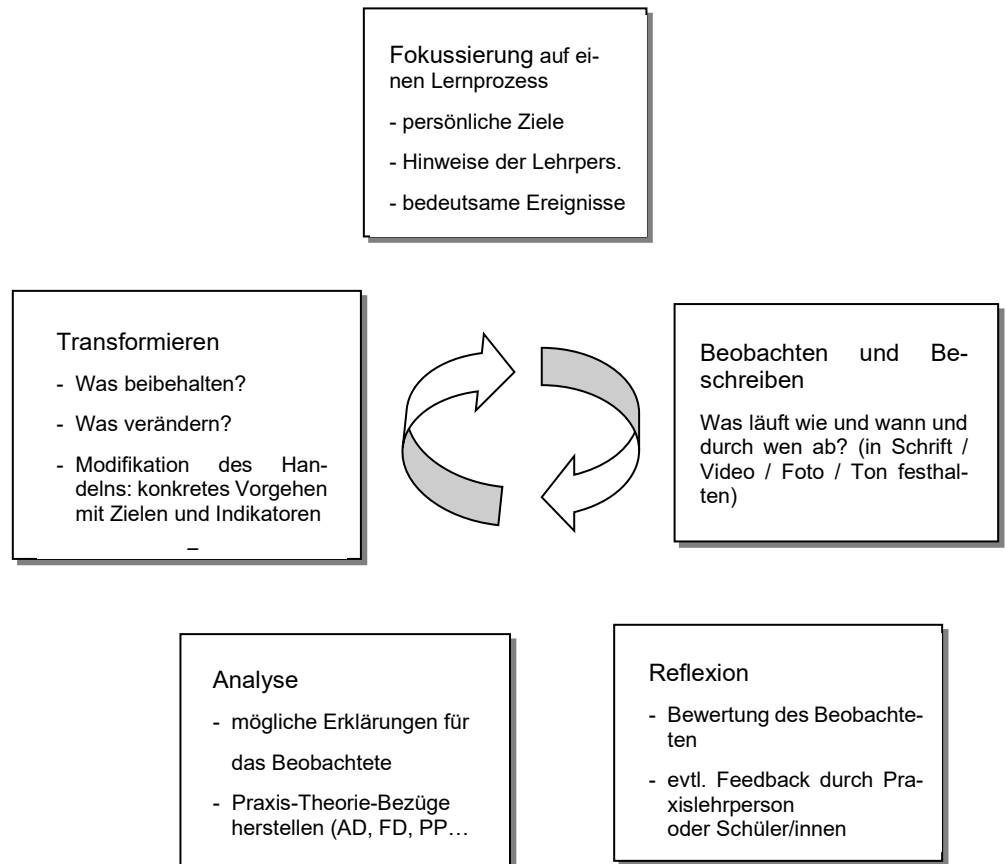 Fokussierung auf ei-
nen Lernprozess
- persönliche Ziele
- Hinweise der Lehrpers.
- bedeutsame Ereignisse
Beobachten und Be-
schreiben
Was läuft wie und wann und
durch wen ab? (in Schrift /
Video / Foto / Ton festhal-
ten)
Reflexion
- Bewertung des Beobachte-
ten
- evtl. Feedback durch Pra-
xislehrperson
oder Schüler/innen
Analyse
- mögliche Erklärungen für
das Beobachtete
- Praxis-Theorie-Bezüge
herstellen (AD, FD, PP…
Transformieren
- Was beibehalten?
- Was verändern?
- Modifikation des Han-
delns: konkretes Vorgehen
mit Zielen und Indikatoren
–